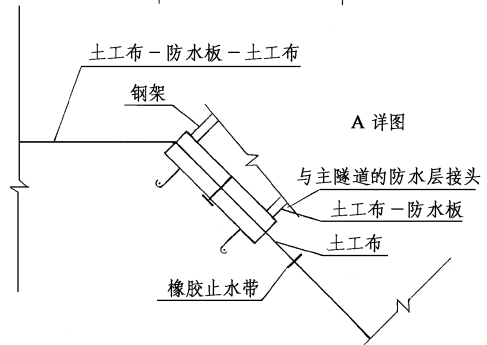 土工布-防水板-土工布
钢架
A 详图
与主隧道的防水层接头
土工布-防水板
土工布
橡胶止水带